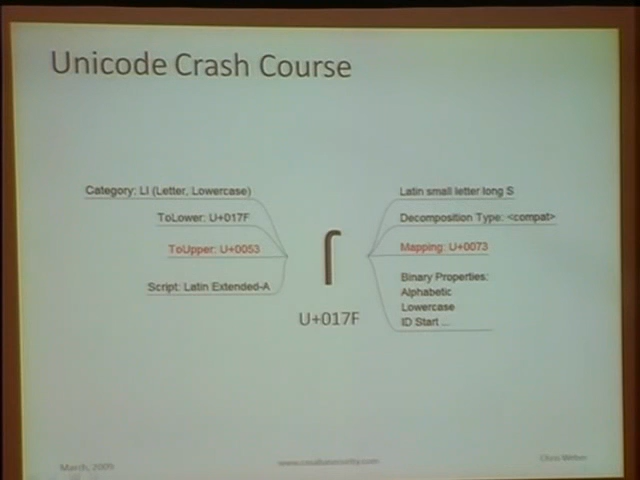 Unicode Crash Course
Category: Ll (Letter, Lowercase)
ToLower: U+017F
ToUpper: U+0053
Script: Latin Extended-A
ſ
U+017F
Latin small letter long S
Decomposition Type: <compat>
Mapping: U+0073
Binary Properties:
Alphabetic
Lowercase
ID Start ...
March, 2009
Chris Weber